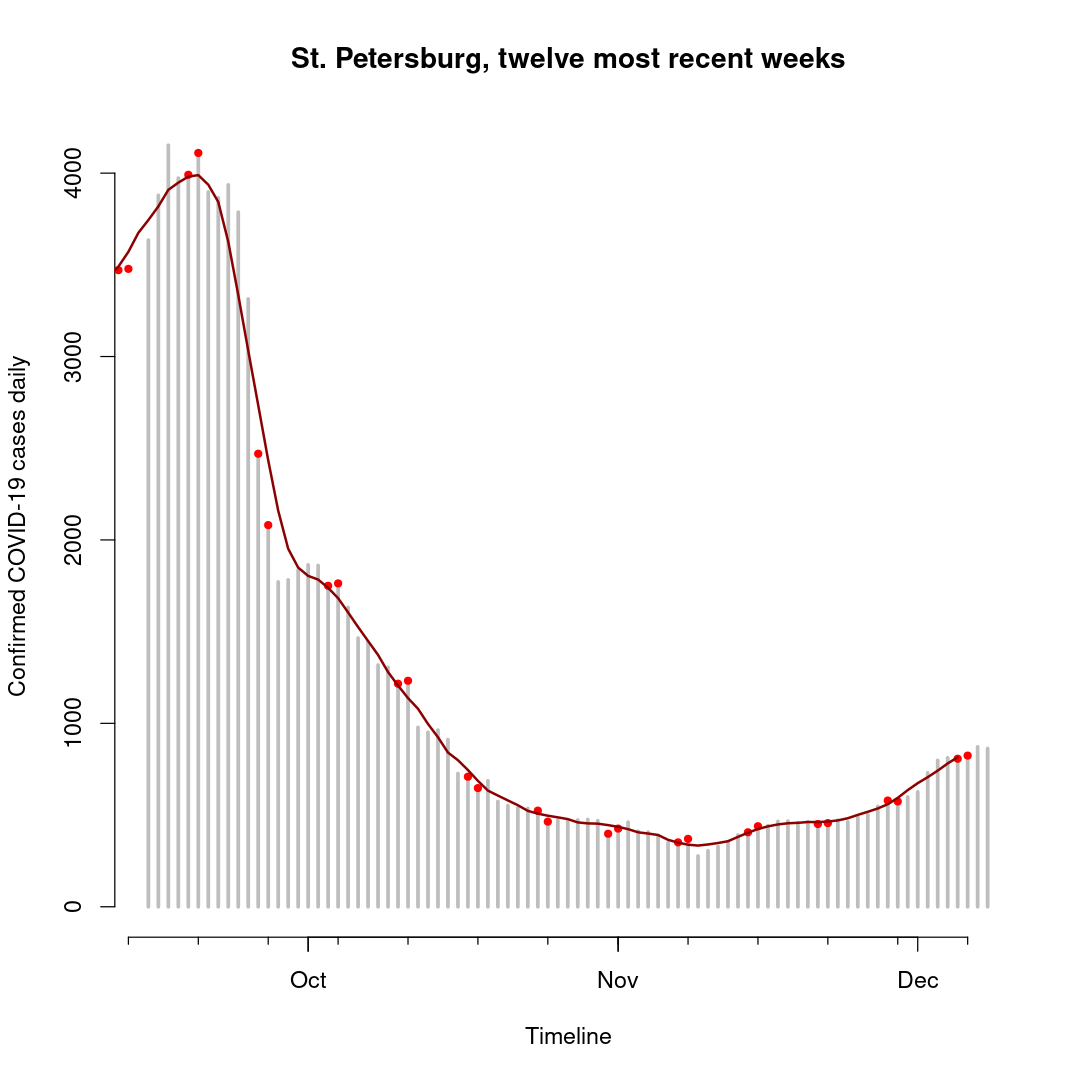 St. Petersburg, twelve most recent weeks
Confirmed COVID-19 cases daily
4000
3000
2000
1000
0
Oct Nov Dec
Timeline